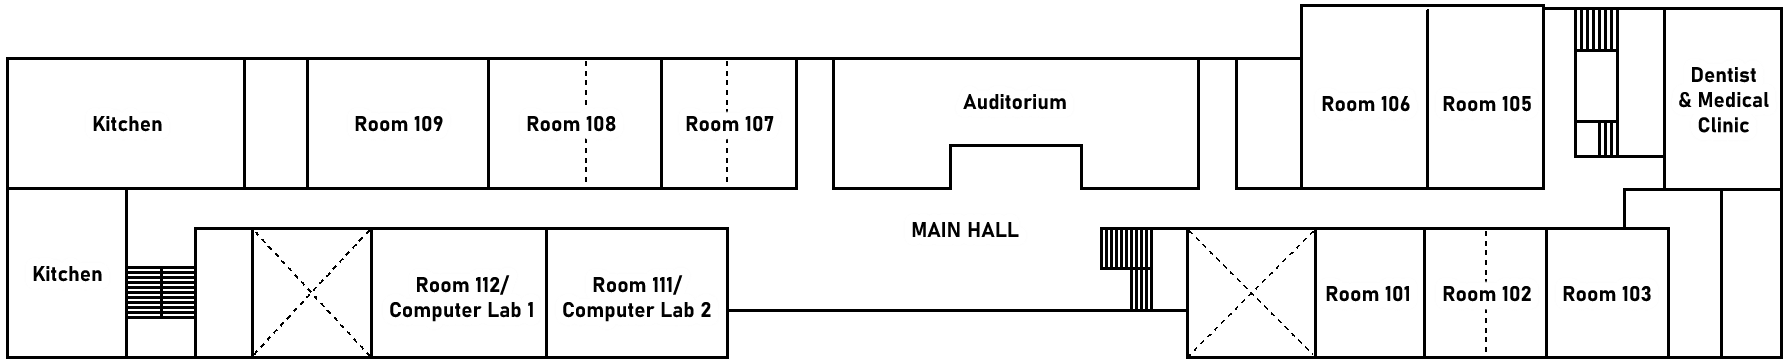 Kitchen
Room 109
Room 108
Room 107
Auditorium
Room 106
Room 105
Dentist
& Medical
Clinic
MAIN HALL
Kitchen
Room 112/
Computer Lab 1
Room 111/
Computer Lab 2
Room 101
Room 102
Room 103